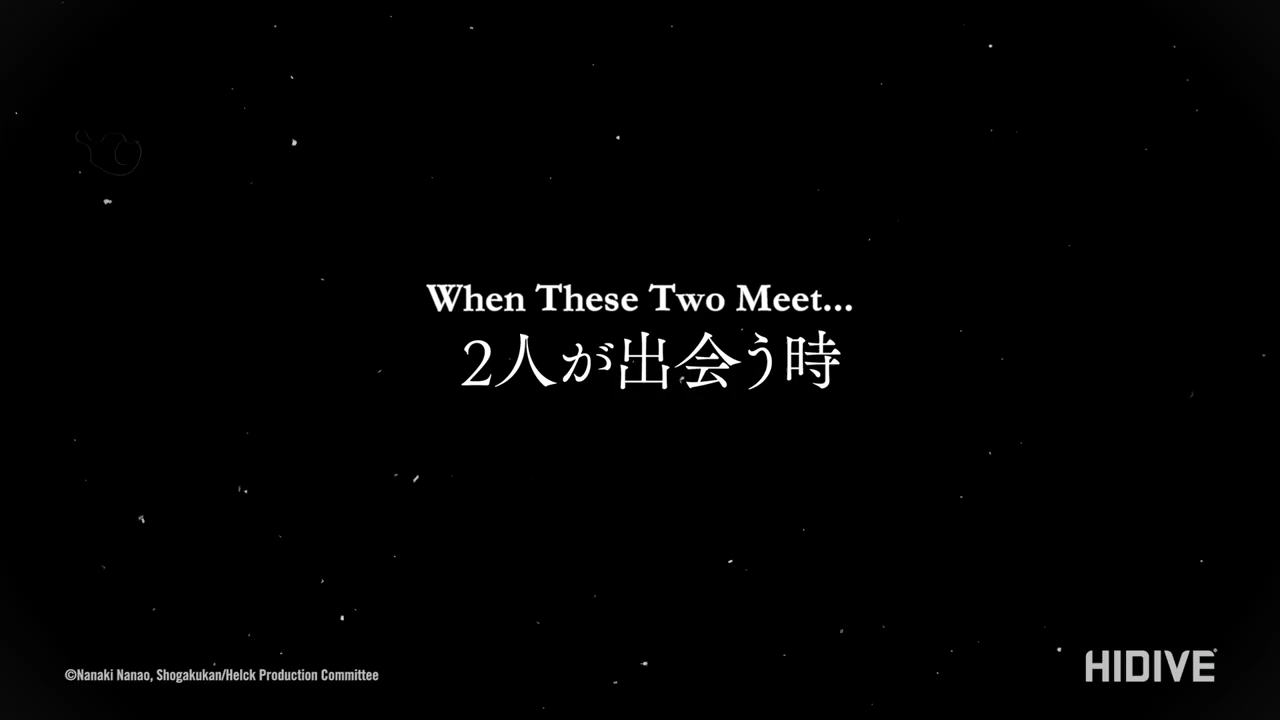 When These Two Meet...
2人が出会う時
©Nanaki Nanao, Shogakukan/Helck Production Committee
HIDIVE